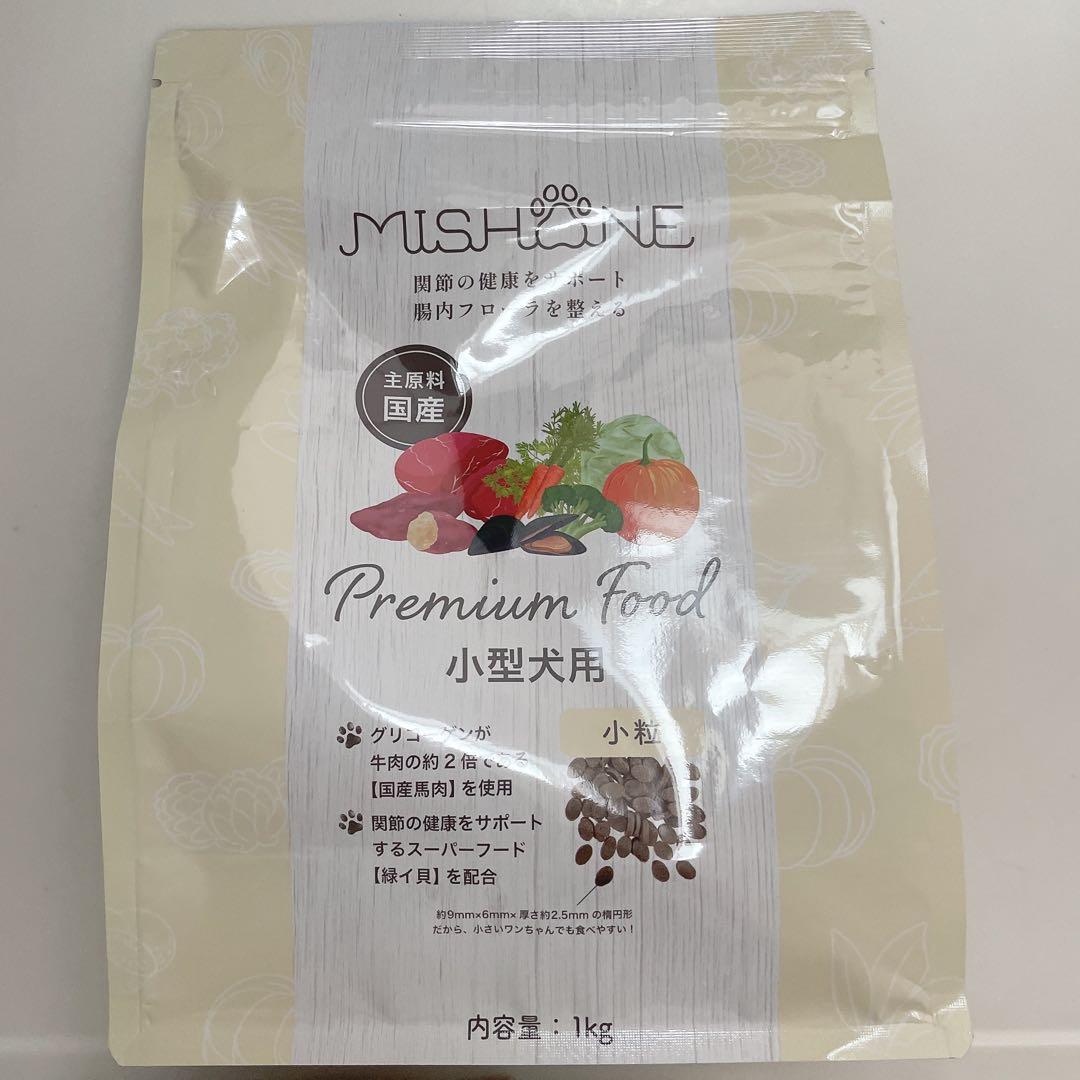 MISHONE
関節の健康をサポート
腸内フローラを整える
主原料
国産
Premium Food
小型犬用
グリコーゲンが
牛肉の約2倍である
【国産馬肉】を使用
関節の健康をサポート
するスーパーフード
【緑イ貝】を配合
小粒
約9mm×6mm×厚さ約2.5mmの楕円形
だから、小さいワンちゃんでも食べやすい！
内容量：1kg